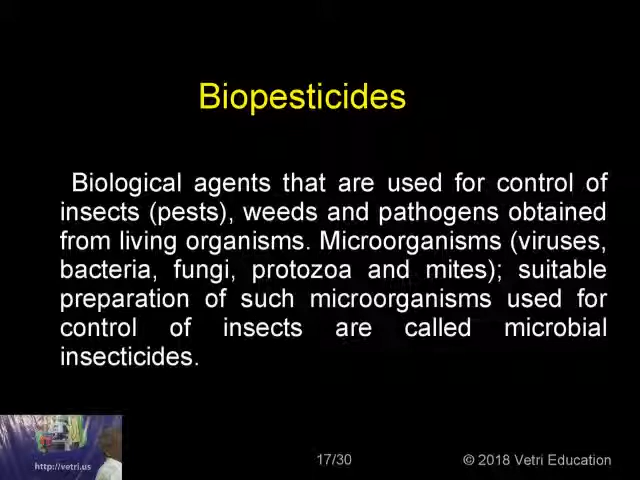 Biopesticides
Biological agents that are used for control of
insects (pests), weeds and pathogens obtained
from living organisms. Microorganisms (viruses,
bacteria, fungi, protozoa and mites); suitable
preparation of such microorganisms used for
control of insects are called microbial
insecticides.
http://vetri.us
17/30
© 2018 Vetri Education